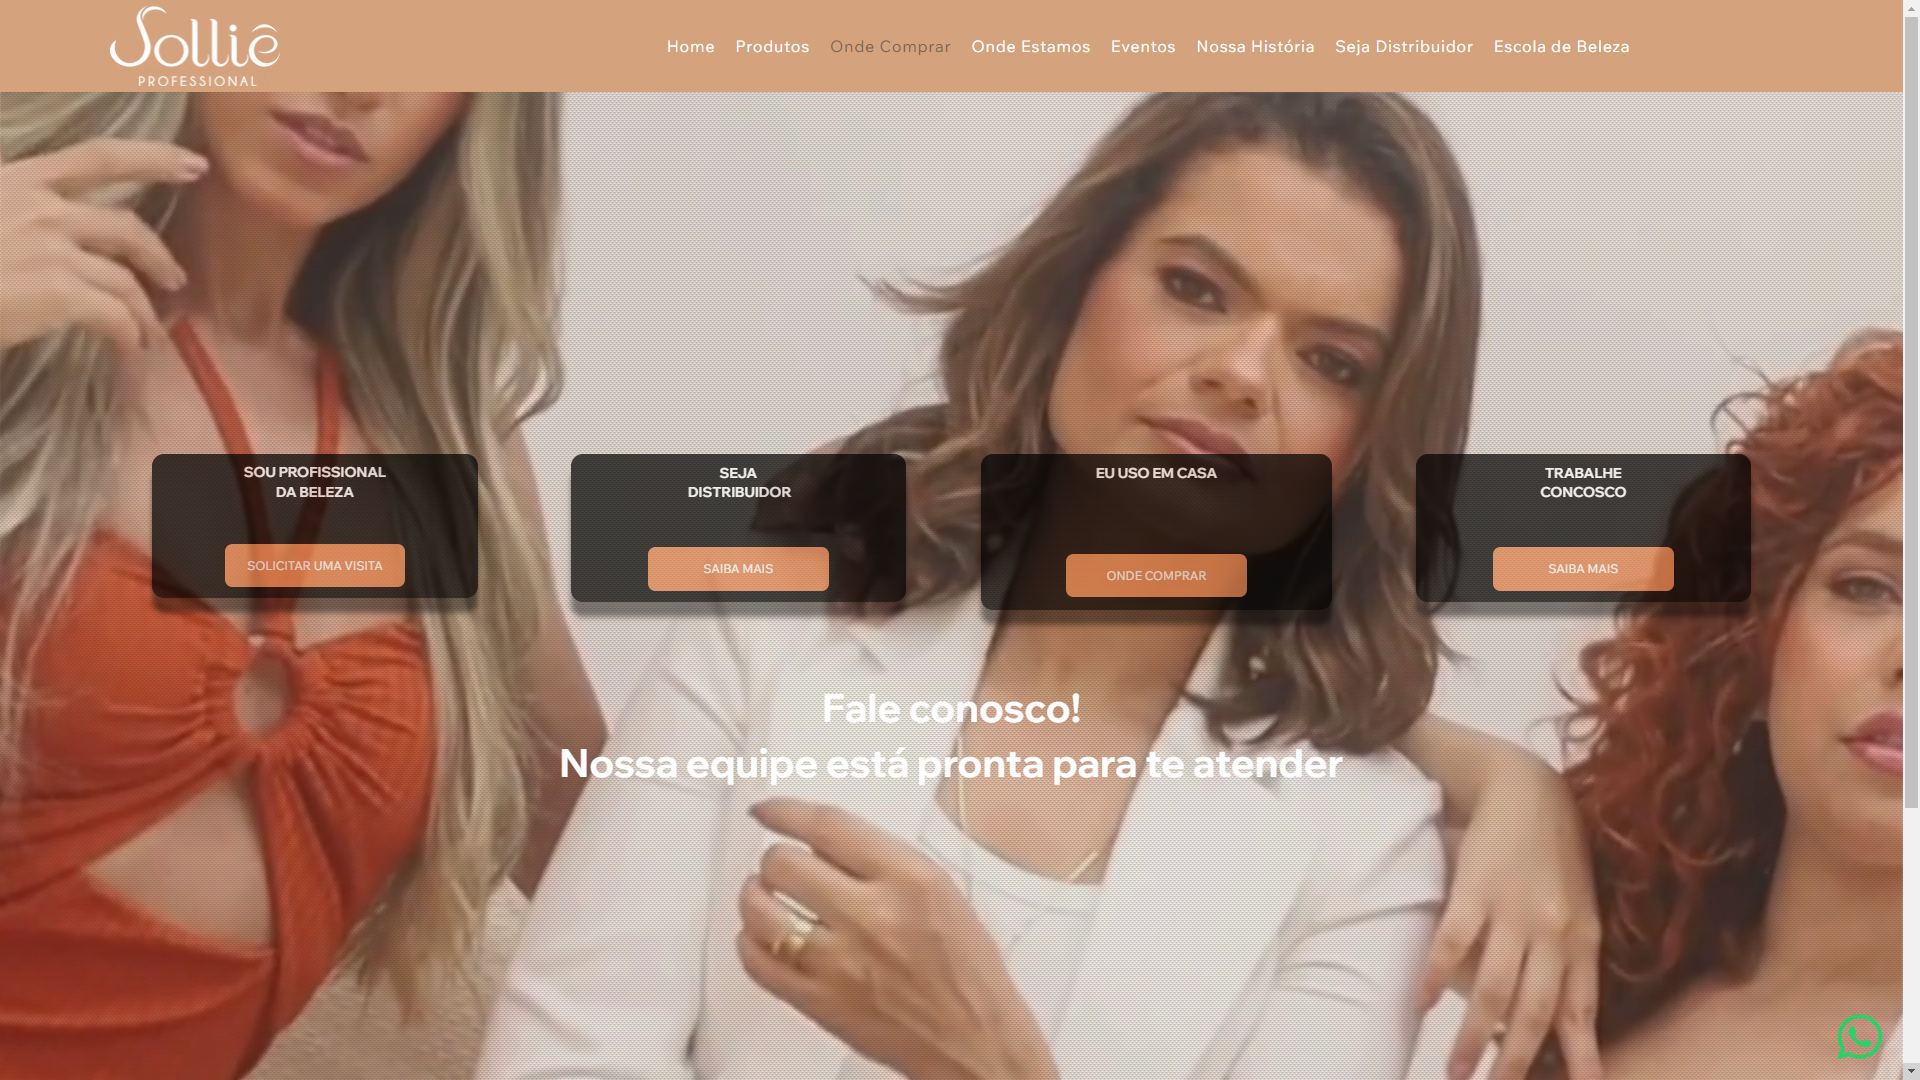 Solliê
PROFESSIONAL
Home Produtos Onde Comprar Onde Estamos Eventos Nossa História Seja Distribuidor Escola de Beleza
SOU PROFISSIONAL
DA BELEZA
SOLICITAR UMA VISITA
SEJA
DISTRIBUIDOR
SAIBA MAIS
EU USO EM CASA
ONDE COMPRAR
TRABALHE
CONCOSCO
SAIBA MAIS
Fale conosco!
Nossa equipe está pronta para te atender